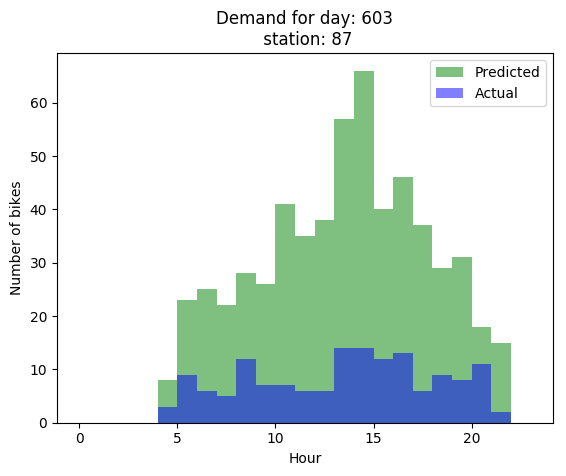 Demand for day: 603
station: 87
Predicted
Actual
Number of bikes
60
50
40
30
20
10
0
0 5 10 15 20
Hour